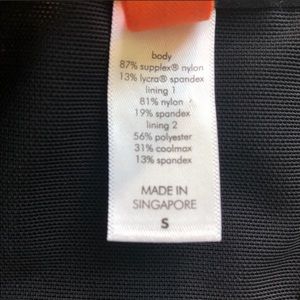 body
87% supplex® nylon
13% lycra® spandex
lining 1
81% nylon
19% spandex
lining 2
56% polyester
31% coolmax
13% spandex
MADE IN
SINGAPORE
S